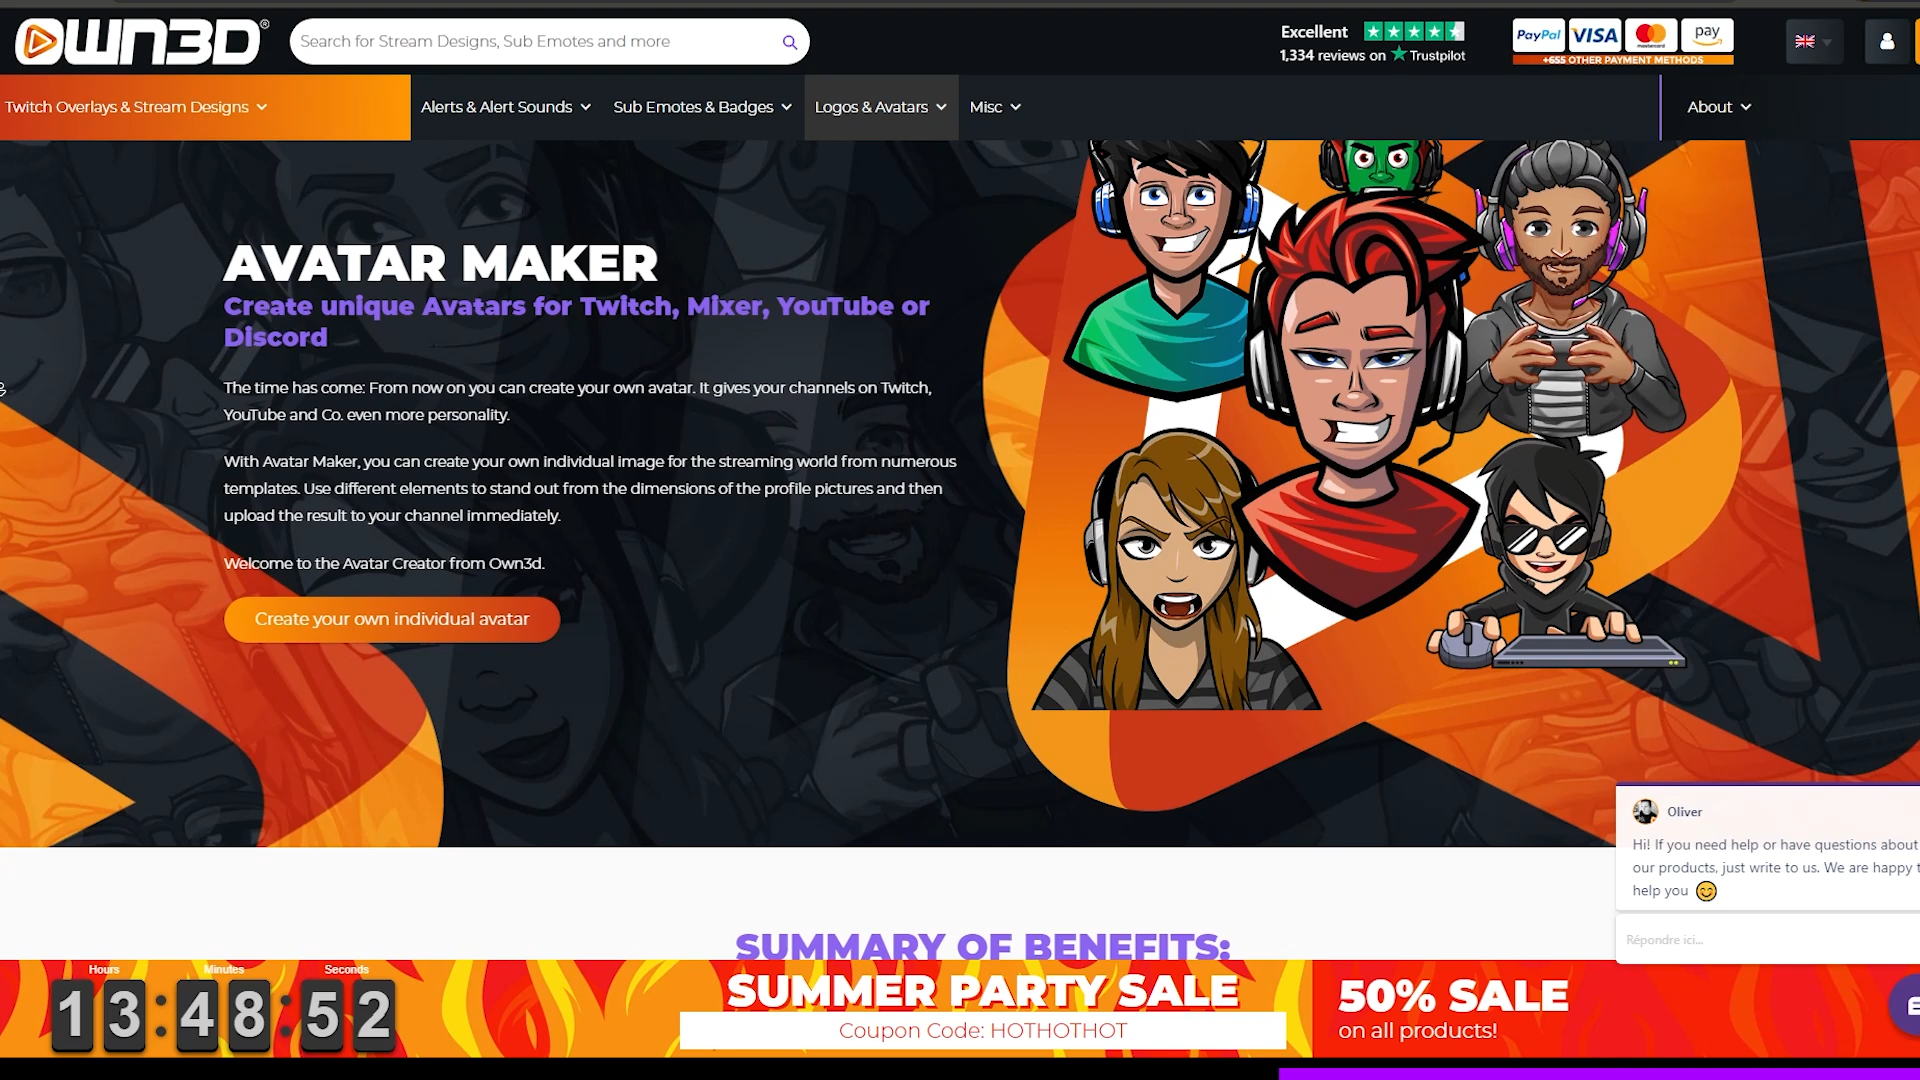 OWN3D®
Search for Stream Designs, Sub Emotes and more
Excellent
1,334 reviews on Trustpilot
PayPal VISA mastercard pay
+655 OTHER PAYMENT METHODS
Twitch Overlays & Stream Designs
Alerts & Alert Sounds
Sub Emotes & Badges
Logos & Avatars
Misc
About
AVATAR MAKER
Create unique Avatars for Twitch, Mixer, YouTube or
Discord
The time has come: From now on you can create your own avatar. It gives your channels on Twitch,
YouTube and Co. even more personality.
With Avatar Maker, you can create your own individual image for the streaming world from numerous
templates. Use different elements to stand out from the dimensions of the profile pictures and then
upload the result to your channel immediately.
Welcome to the Avatar Creator from Own3d.
Create your own individual avatar
Oliver
Hi! If you need help or have questions about
our products, just write to us. We are happy t
help you 😊
Répondre ici...
SUMMARY OF BENEFITS:
Hours Minutes Seconds
13:48:52
SUMMER PARTY SALE
Coupon Code: HOTHOTHOT
50% SALE
on all products!